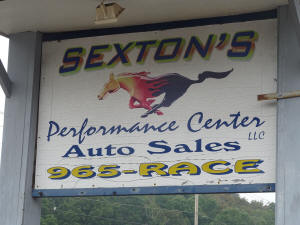 SEXTON'S
Performance Center
LLC
Auto Sales
965-RACE